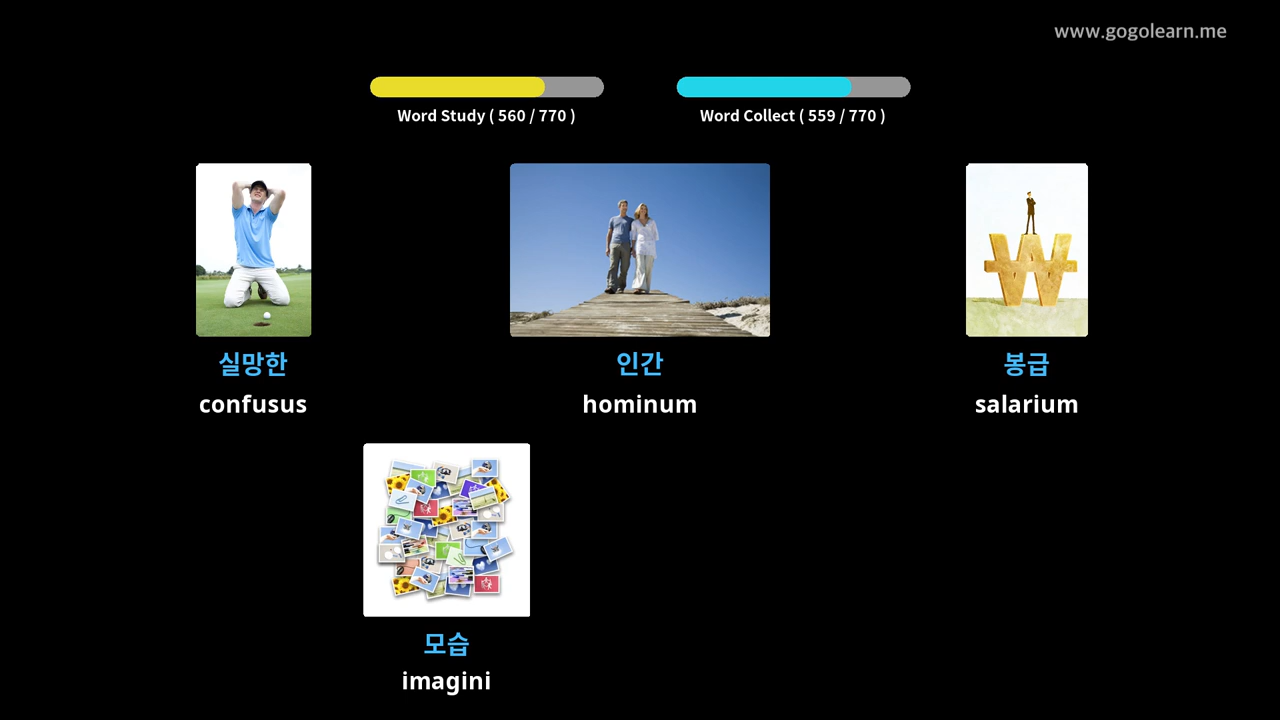 www.gogolearn.me
Word Study ( 560 / 770 )
Word Collect ( 559 / 770 )
실망한
confusus
인간
hominum
봉급
salarium
모습
imagini